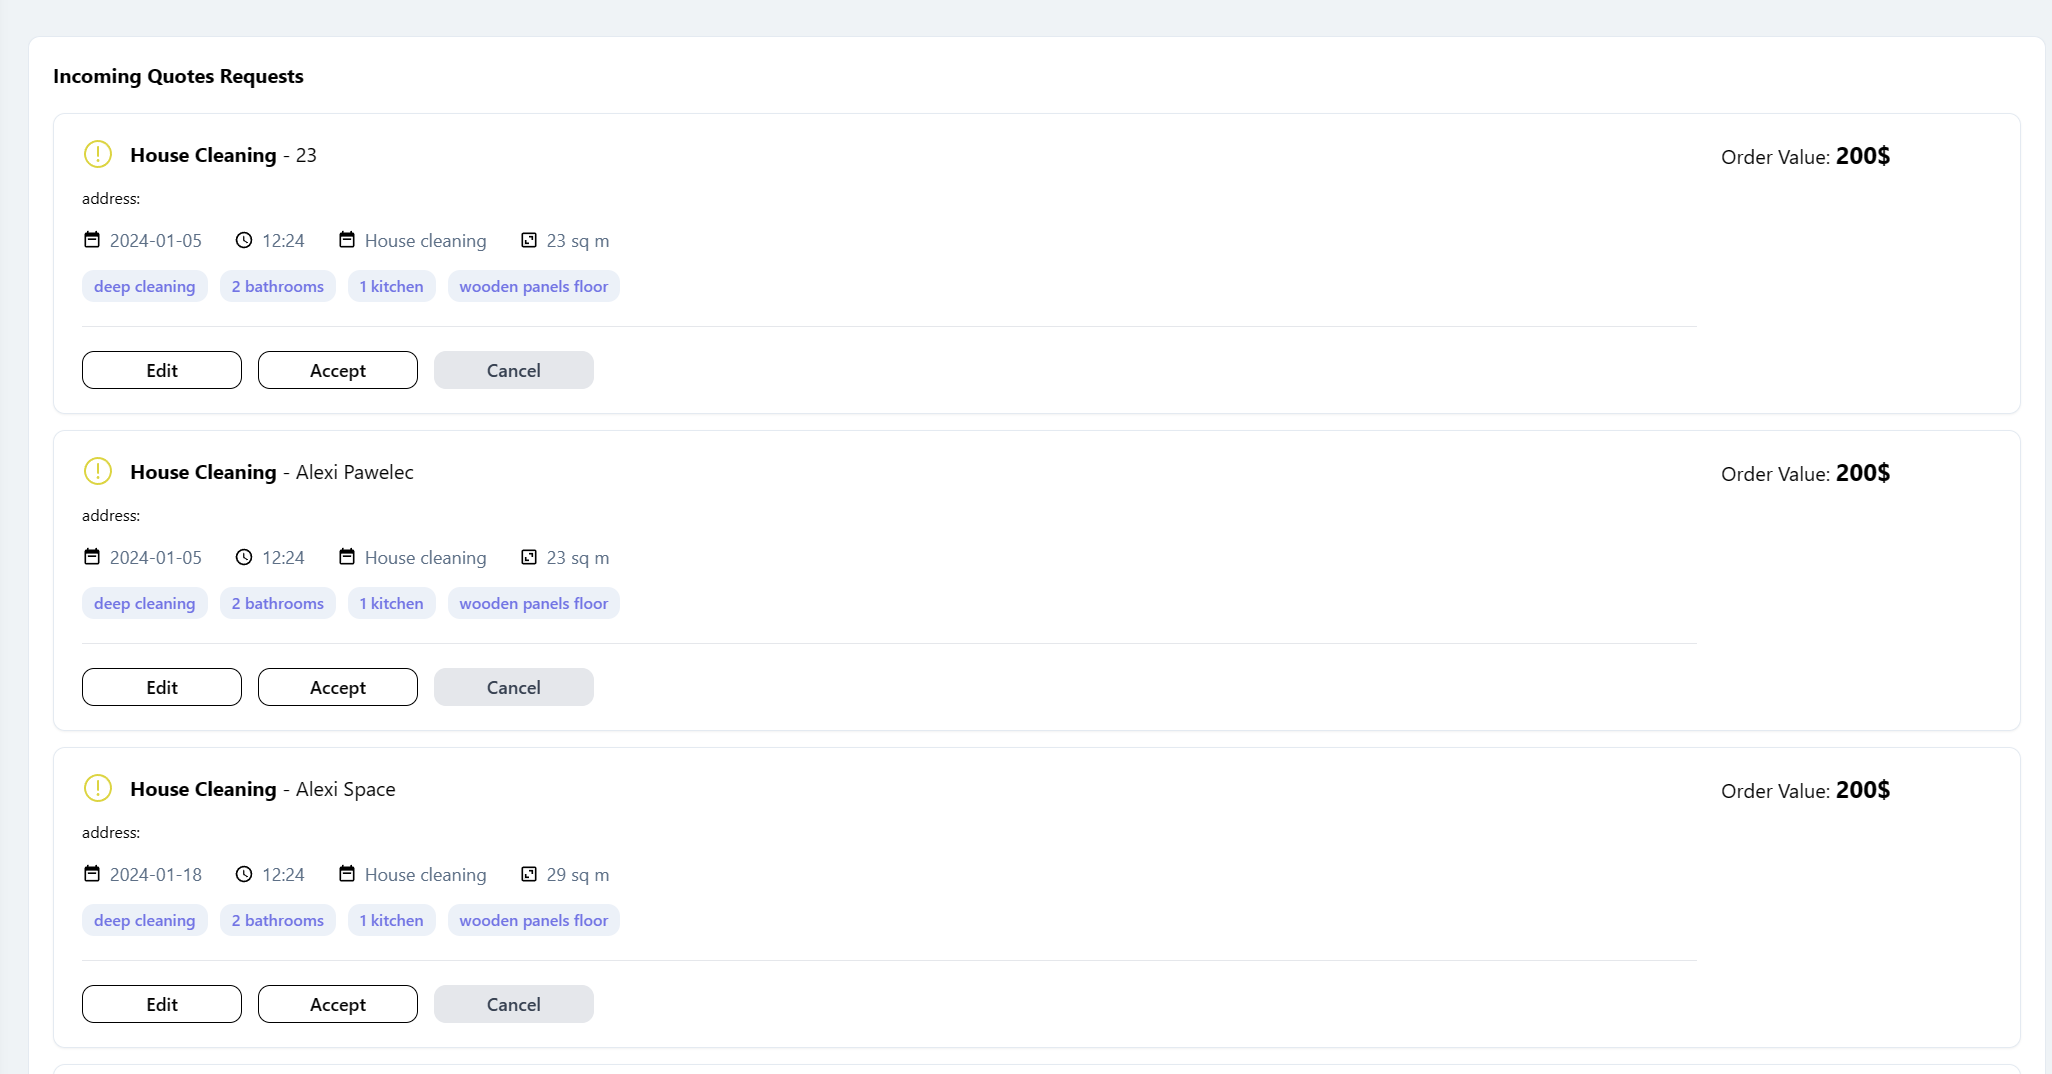 Incoming Quotes Requests
House Cleaning - 23
Order Value: 200$
address:
2024-01-05 12:24 House cleaning 23 sq m
deep cleaning 2 bathrooms 1 kitchen wooden panels floor
Edit Accept Cancel
House Cleaning - Alexi Pawelec
Order Value: 200$
address:
2024-01-05 12:24 House cleaning 23 sq m
deep cleaning 2 bathrooms 1 kitchen wooden panels floor
Edit Accept Cancel
House Cleaning - Alexi Space
Order Value: 200$
address:
2024-01-18 12:24 House cleaning 29 sq m
deep cleaning 2 bathrooms 1 kitchen wooden panels floor
Edit Accept Cancel